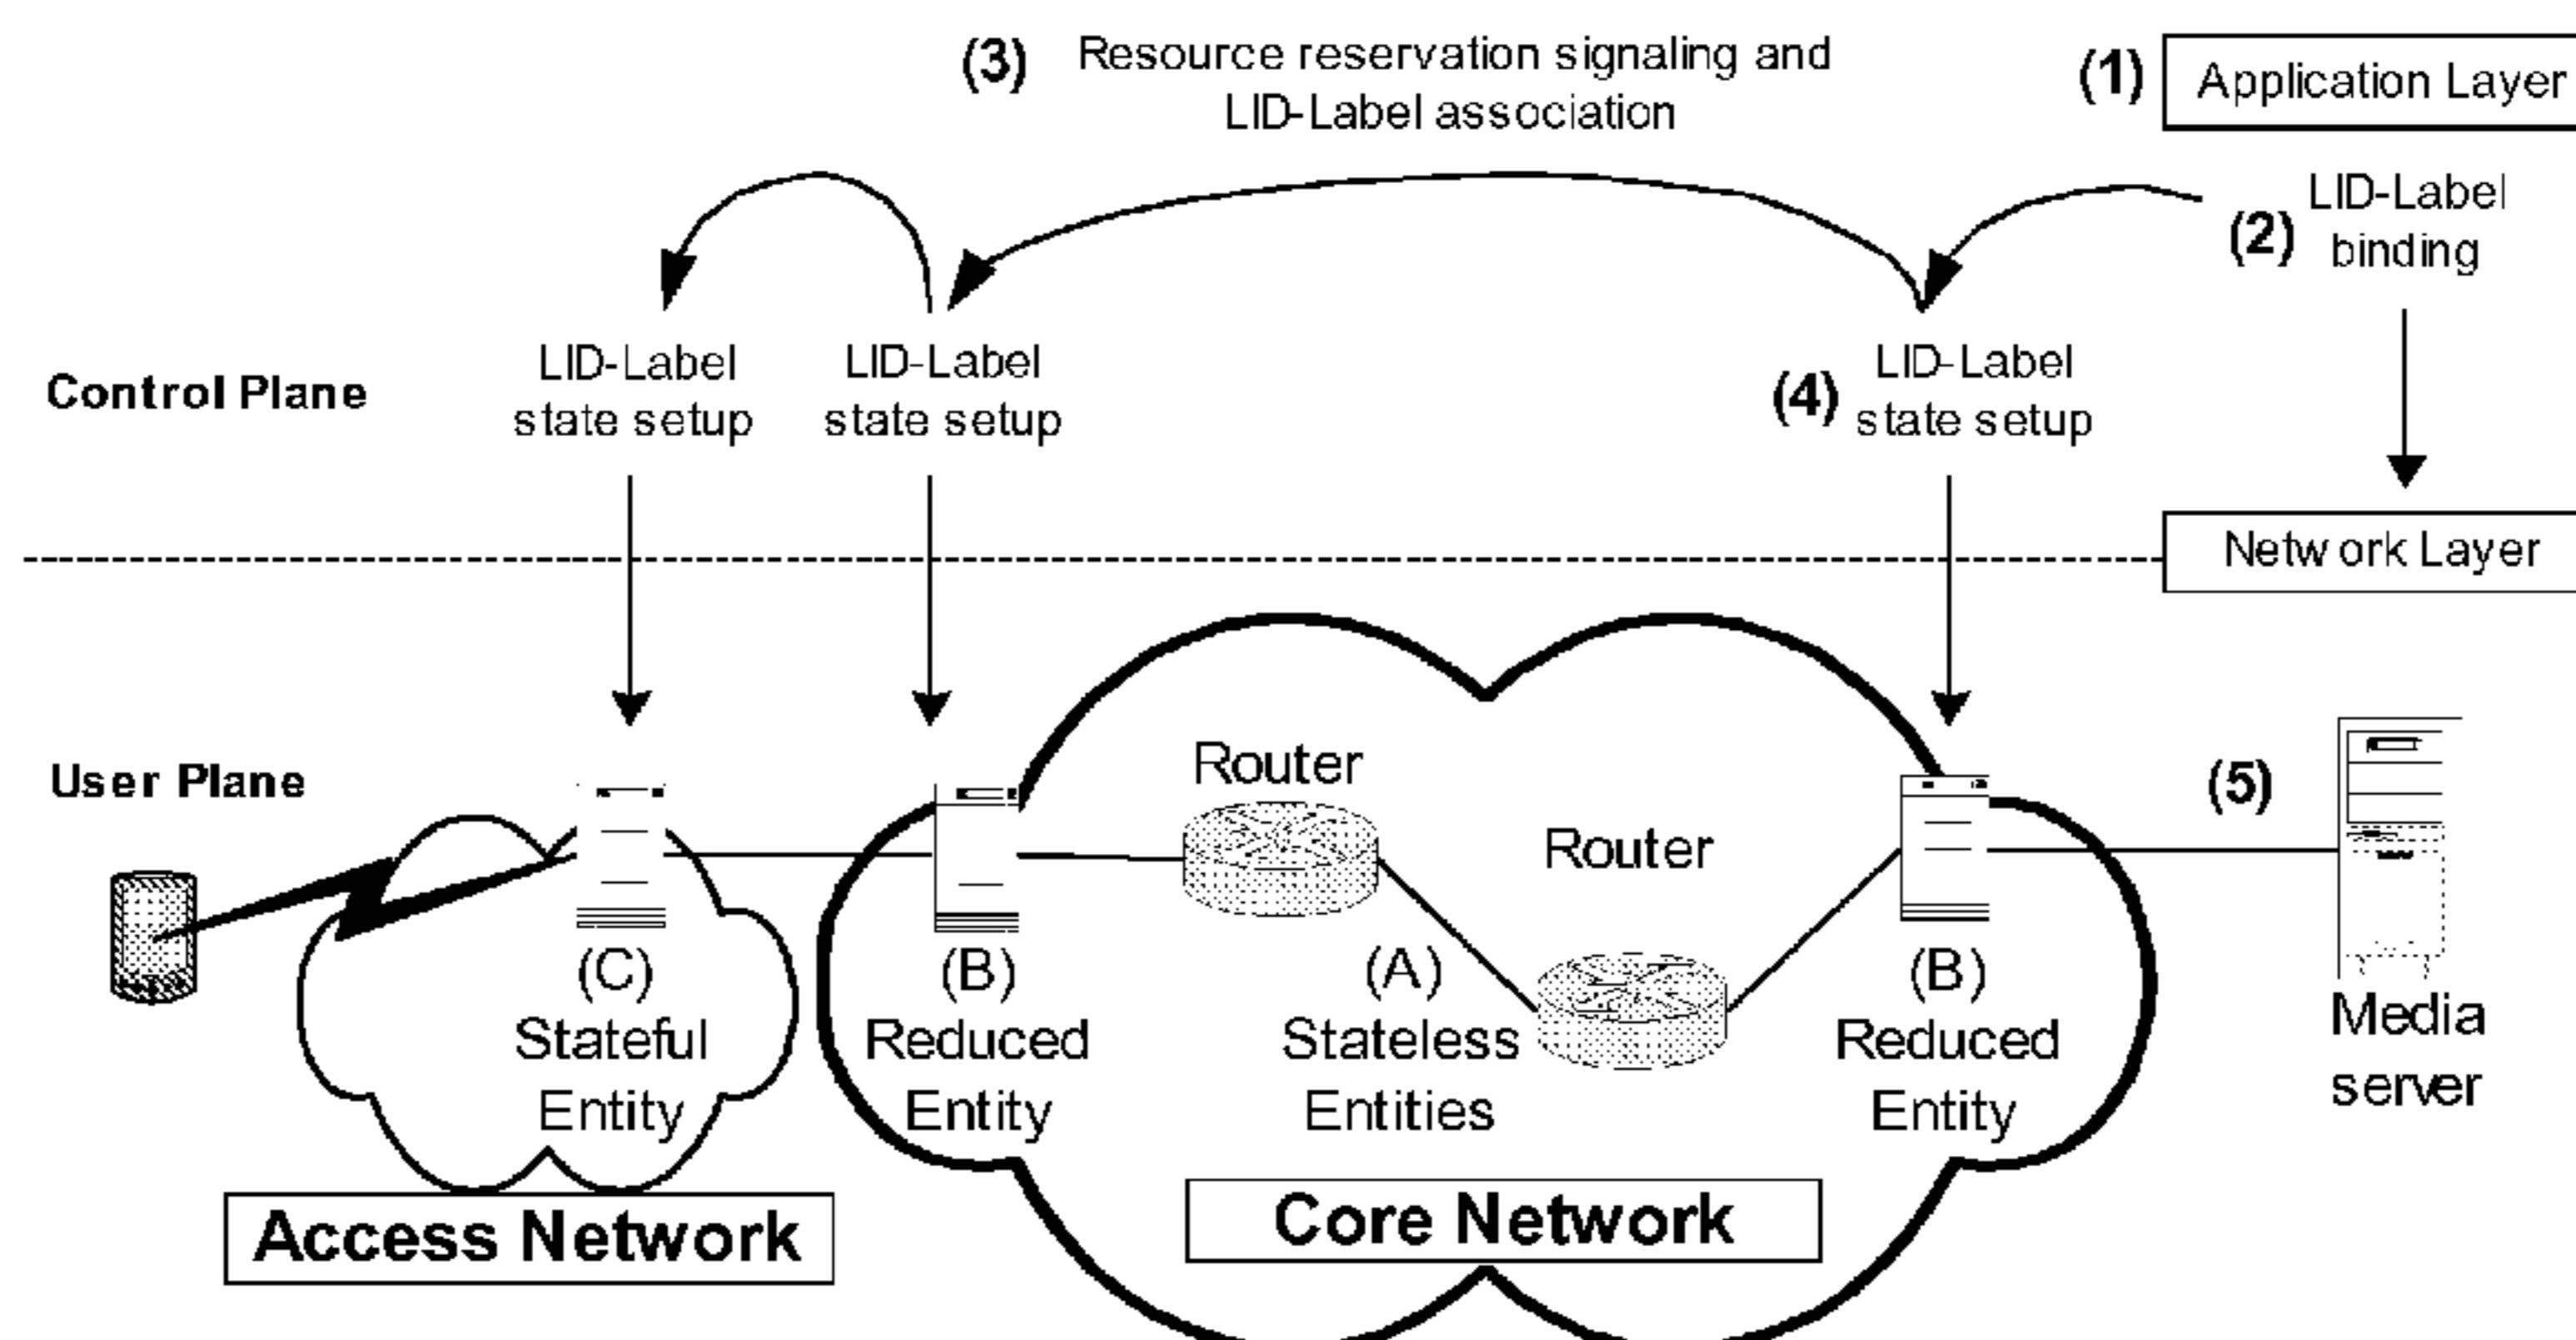 (3) Resource reservation signaling and
LID-Label association
(1) Application Layer
(2) LID-Label
binding
Control Plane
LID-Label
state setup
LID-Label
state setup
(4) LID-Label
state setup
Network Layer
User Plane
Router
Router
(5)
(C)
Stateful
Entity
(B)
Reduced
Entity
(A)
Stateless
Entities
(B)
Reduced
Entity
Media
server
Access Network
Core Network